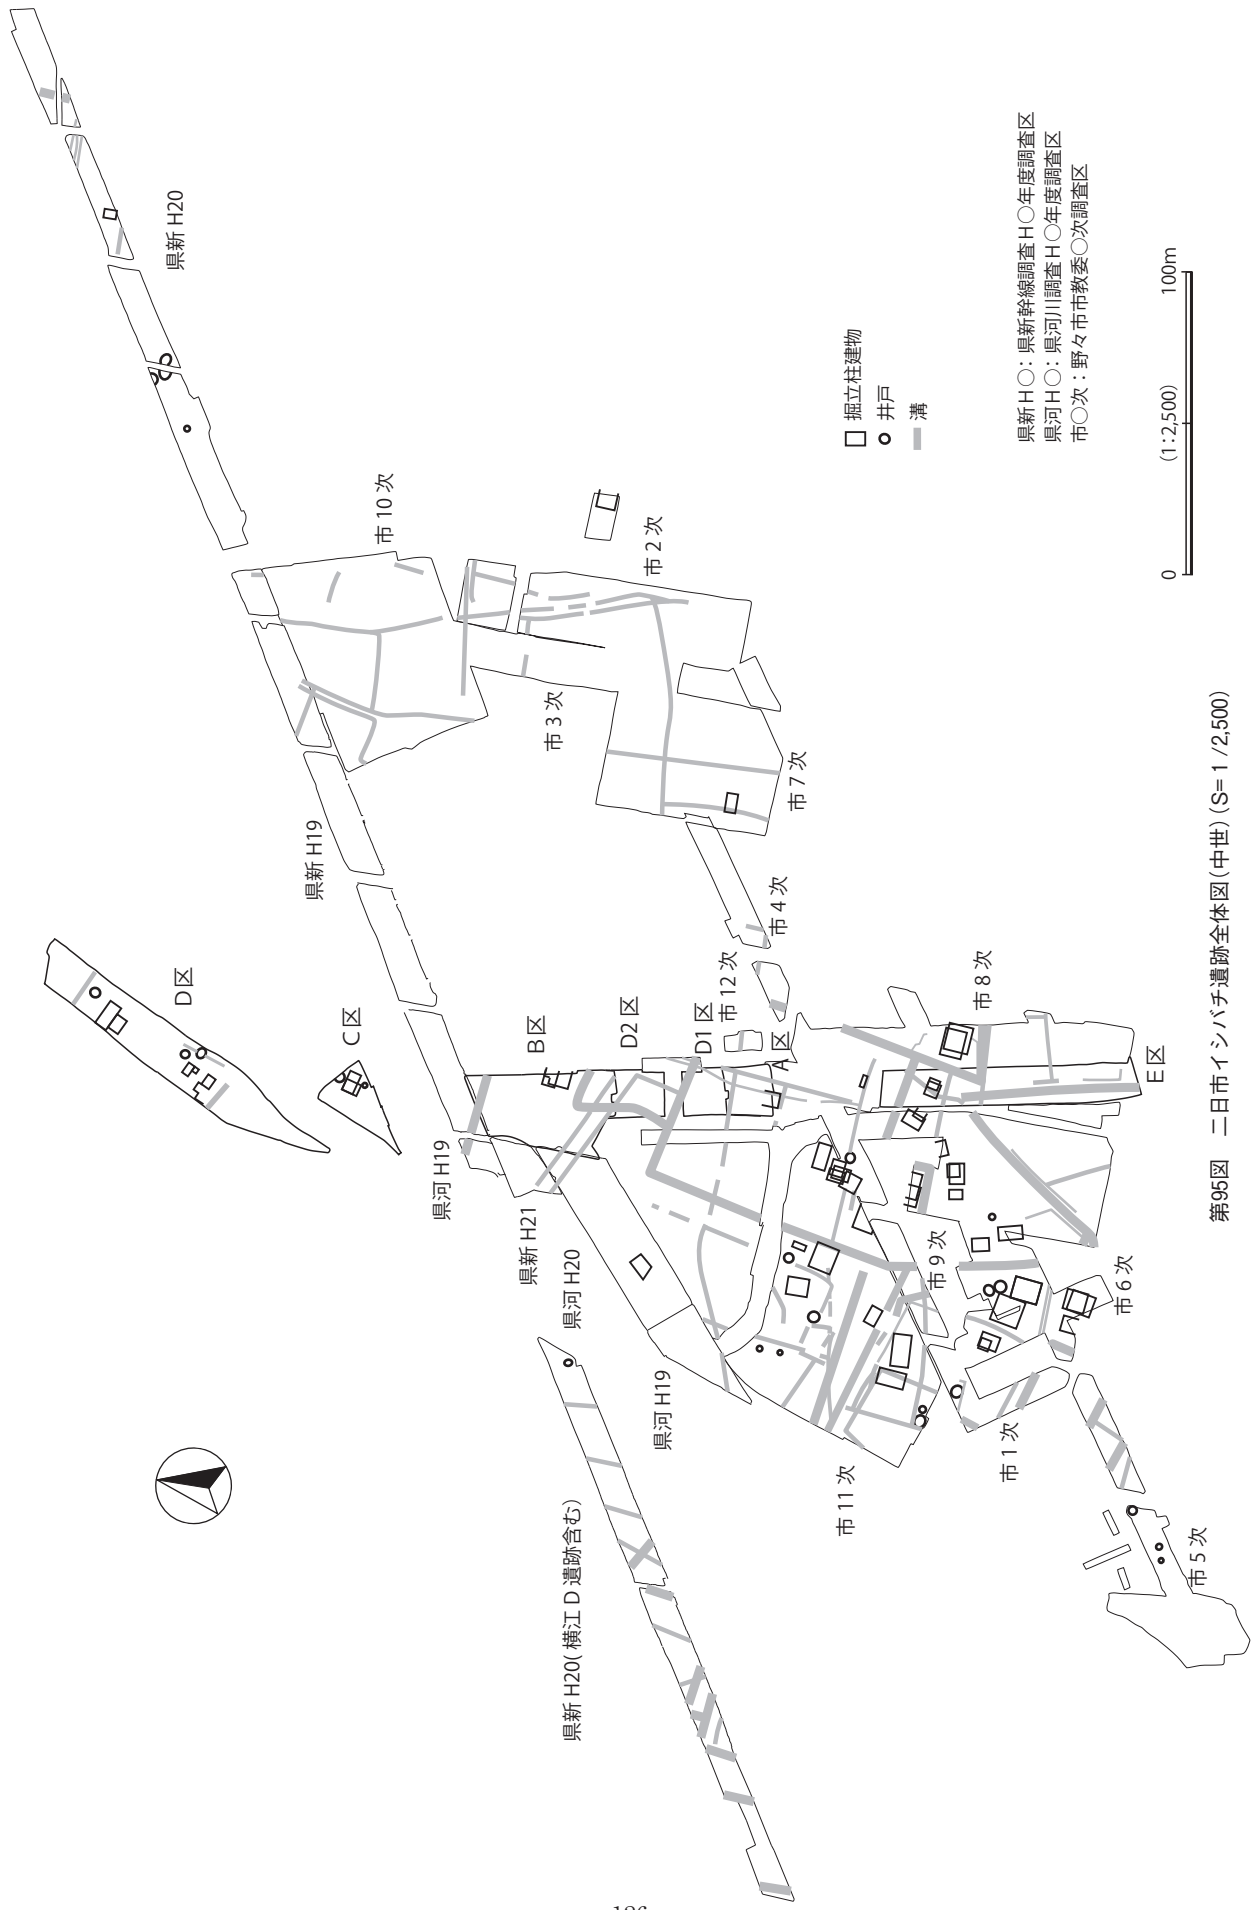 県新 H20
市 10 次
市 2 次
市 3 次
市 7 次
県新 H19
市 4 次
市 12 次
D区
C区
B区
D2 区
D1 区
A 区
市 8 次
E 区
県河 H19
県新 H21
県河 H20
県河 H19
市 9 次
市 6 次
市 1 次
市 11 次
市 5 次
県新 H20( 横江 D 遺跡含む)
掘立柱建物
井戸
溝
県新 H○:県新幹線調査 H○年度調査区
県河 H○:県河川調査 H○年度調査区
市○次:野々市市教委○次調査区
0
(1:2,500)
100m
第95図 二日市イシバチ遺跡全体図(中世)(S=1/2,500)